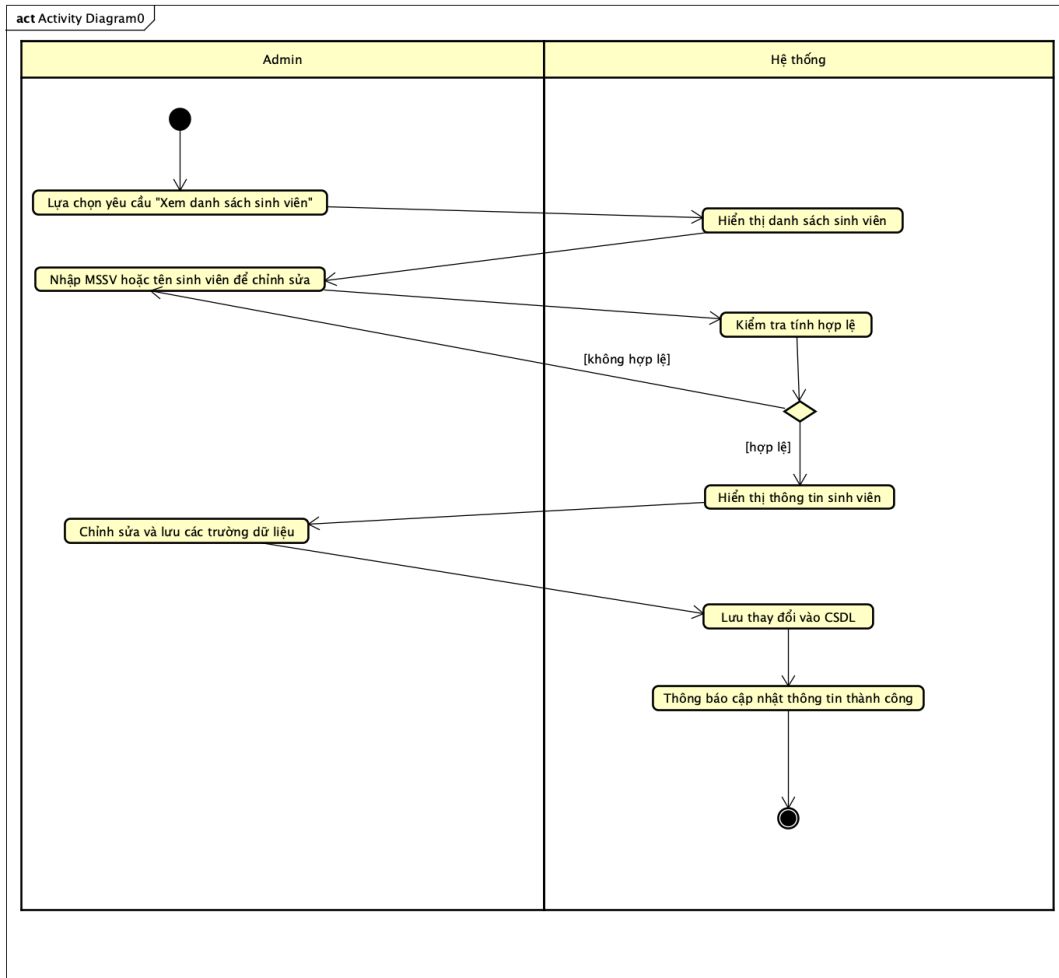 act Activity Diagram0
Admin
Hệ thống
Lựa chọn yêu cầu "Xem danh sách sinh viên"
Hiển thị danh sách sinh viên
Nhập MSSV hoặc tên sinh viên để chỉnh sửa
Kiểm tra tính hợp lệ
[không hợp lệ]
[hợp lệ]
Hiển thị thông tin sinh viên
Chỉnh sửa và lưu các trường dữ liệu
Lưu thay đổi vào CSDL
Thông báo cập nhật thông tin thành công